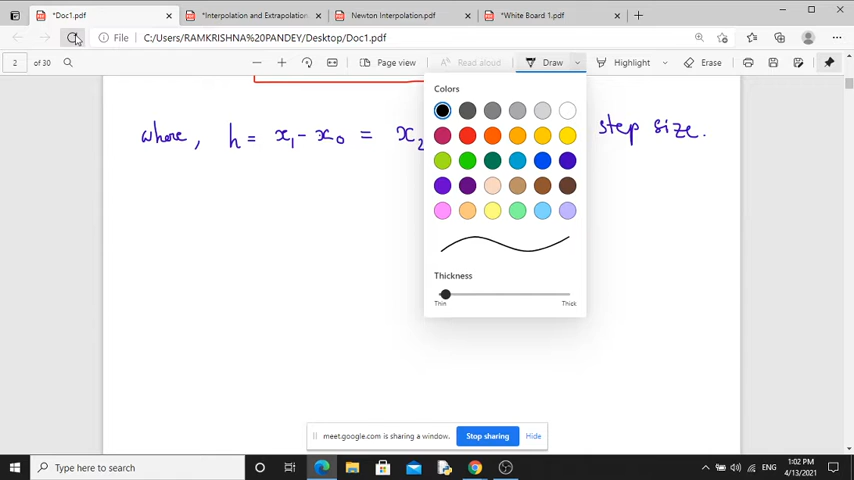 *Doc1.pdf
*Interpolation and Extrapolation
Newton Interpolation.pdf
*White Board 1.pdf
File
C:/Users/RAMKRISHNA%20PANDEY/Desktop/Doc1.pdf
2 of 30
Page view
Read aloud
Draw
Highlight
Erase
Colors
where, h = x₁ - x₀ = x₂
step size.
Thickness
Thin
Thick
meet.google.com is sharing a window.
Stop sharing
Hide
Type here to search
ENG
1:02 PM
4/13/2021